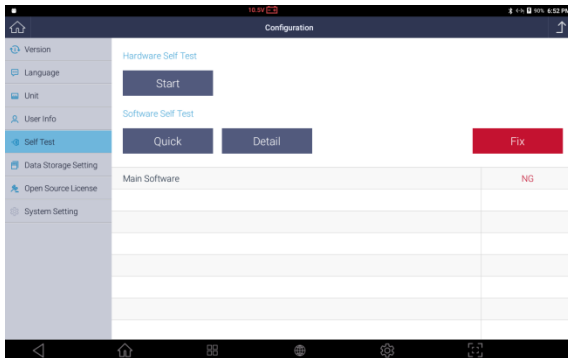 10.5V
90% 6:52 PM
Configuration
Version
Language
Unit
User Info
Self Test
Data Storage Setting
Open Source License
System Setting
Hardware Self Test
Start
Software Self Test
Quick
Detail
Fix
Main Software
NG